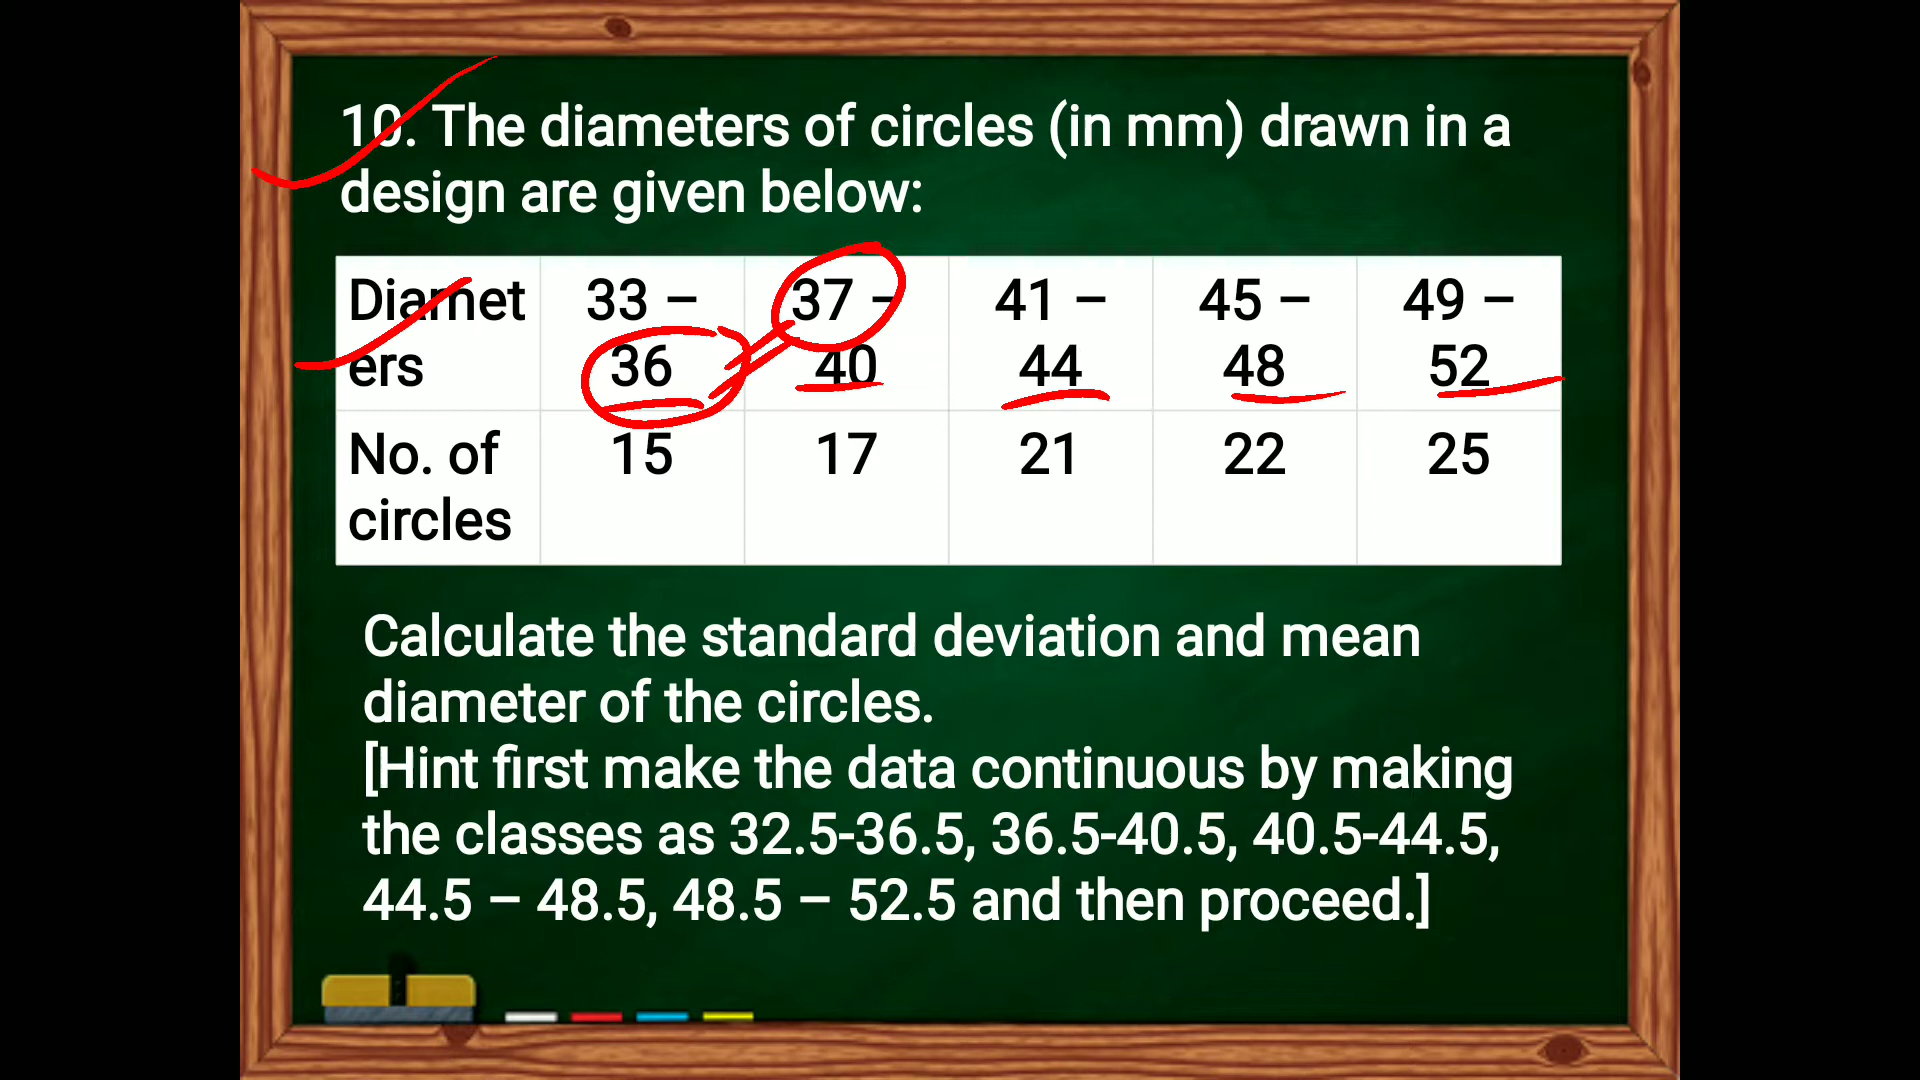 10. The diameters of circles (in mm) drawn in a
design are given below:
Diamet 33 – 37 – 41 – 45 – 49 –
ers 36 40 44 48 52
No. of 15 17 21 22 25
circles
Calculate the standard deviation and mean
diameter of the circles.
[Hint first make the data continuous by making
the classes as 32.5-36.5, 36.5-40.5, 40.5-44.5,
44.5 – 48.5, 48.5 – 52.5 and then proceed.]